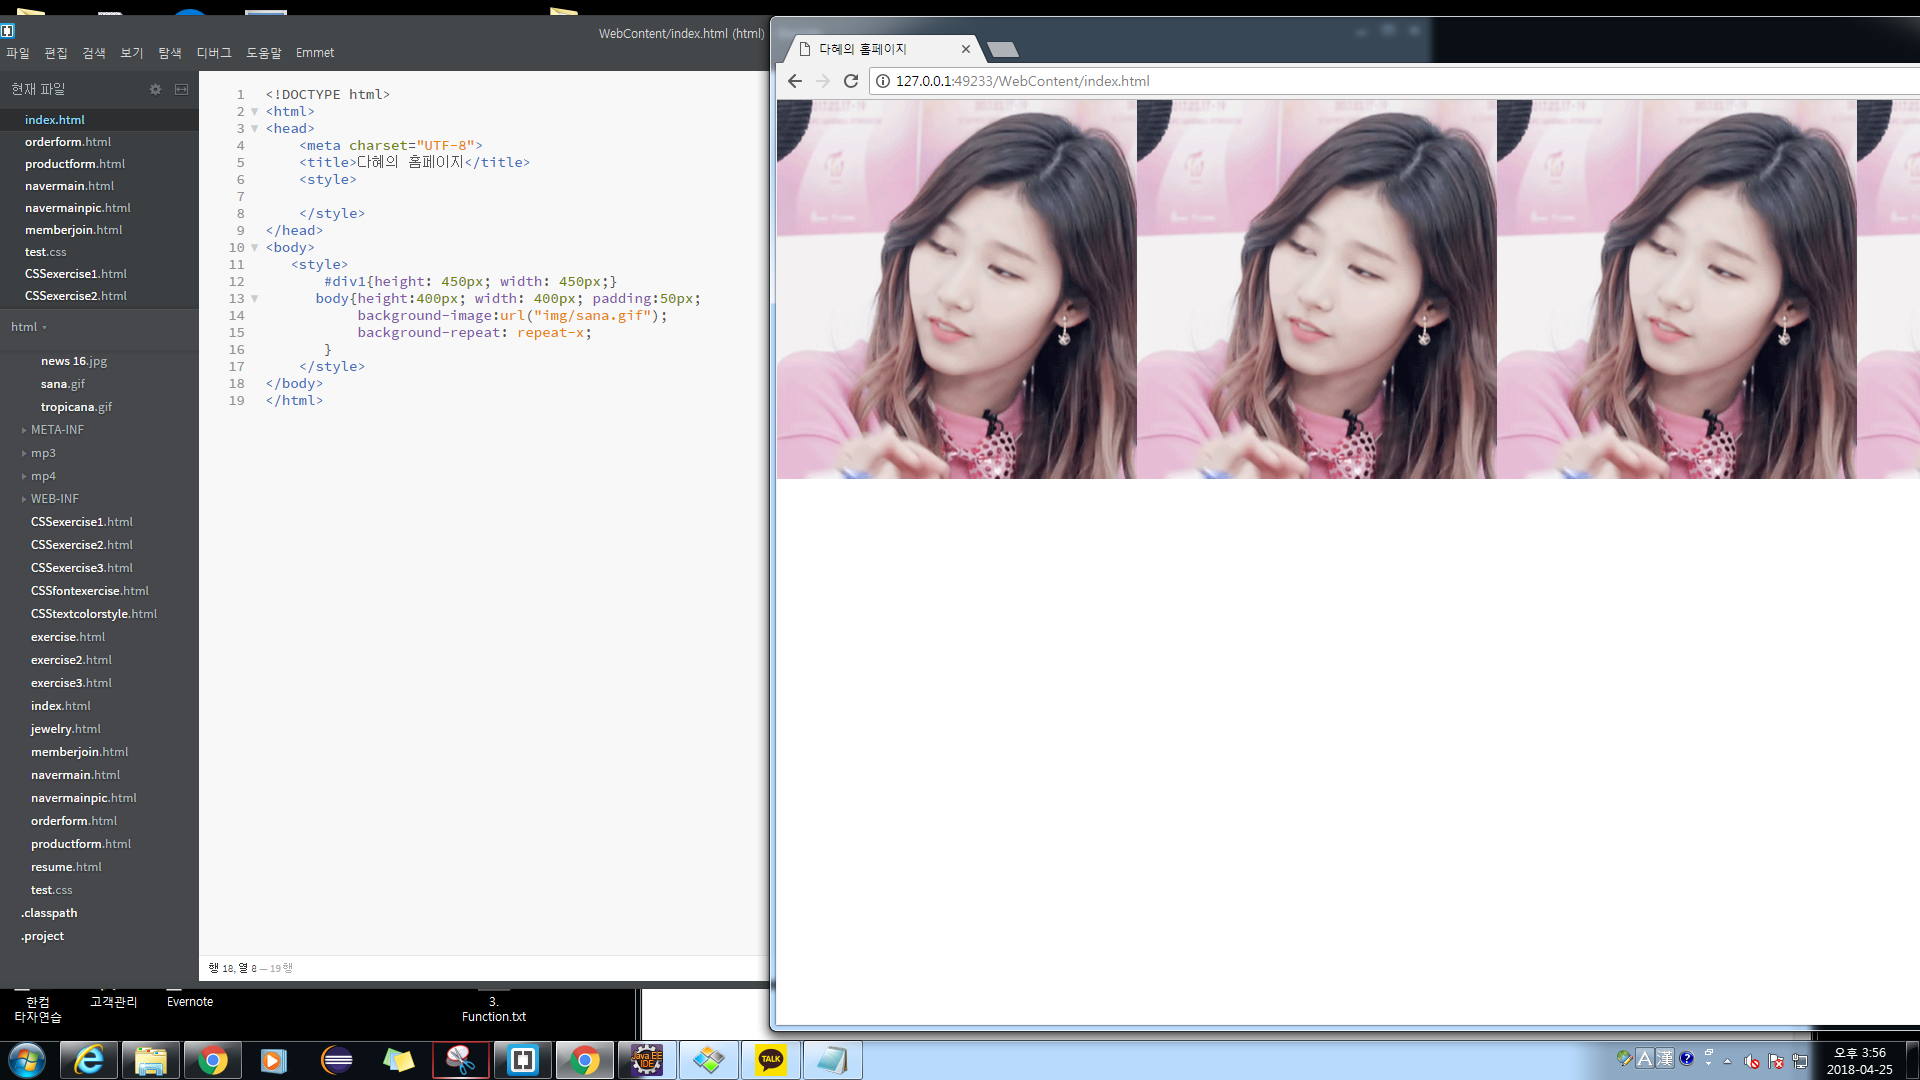 WebContent/index.html (html)
파일 편집 검색 보기 탐색 디버그 도움말 Emmet
현재 파일
index.html
orderform.html
productform.html
navermain.html
navermainpic.html
memberjoin.html
test.css
CSSexercise1.html
CSSexercise2.html
html
news 16.jpg
sana.gif
tropicana.gif
META-INF
mp3
mp4
WEB-INF
CSSexercise1.html
CSSexercise2.html
CSSexercise3.html
CSSfontexercise.html
CSStextcolorstyle.html
exercise.html
exercise2.html
exercise3.html
index.html
jewelry.html
memberjoin.html
navermain.html
navermainpic.html
orderform.html
productform.html
resume.html
test.css
.classpath
.project
1 <!DOCTYPE html>
2 <html>
3 <head>
4 <meta charset="UTF-8">
5 <title>다혜의 홈페이지</title>
6 <style>
7
8 </style>
9 </head>
10 <body>
11 <style>
12 #div1{height: 450px; width: 450px;}
13 body{height:400px; width: 400px; padding:50px;
14 background-image:url("img/sana.gif");
15 background-repeat: repeat-x;
16 }
17 </style>
18 </body>
19 </html>
행 18, 열 8 — 19 행
다혜의 홈페이지
127.0.0.1:49233/WebContent/index.html
한컴
타자연습
고객관리
Evernote
3.
Function.txt
Java EE
IDE
TALK
A 漢
오후 3:56
2018-04-25